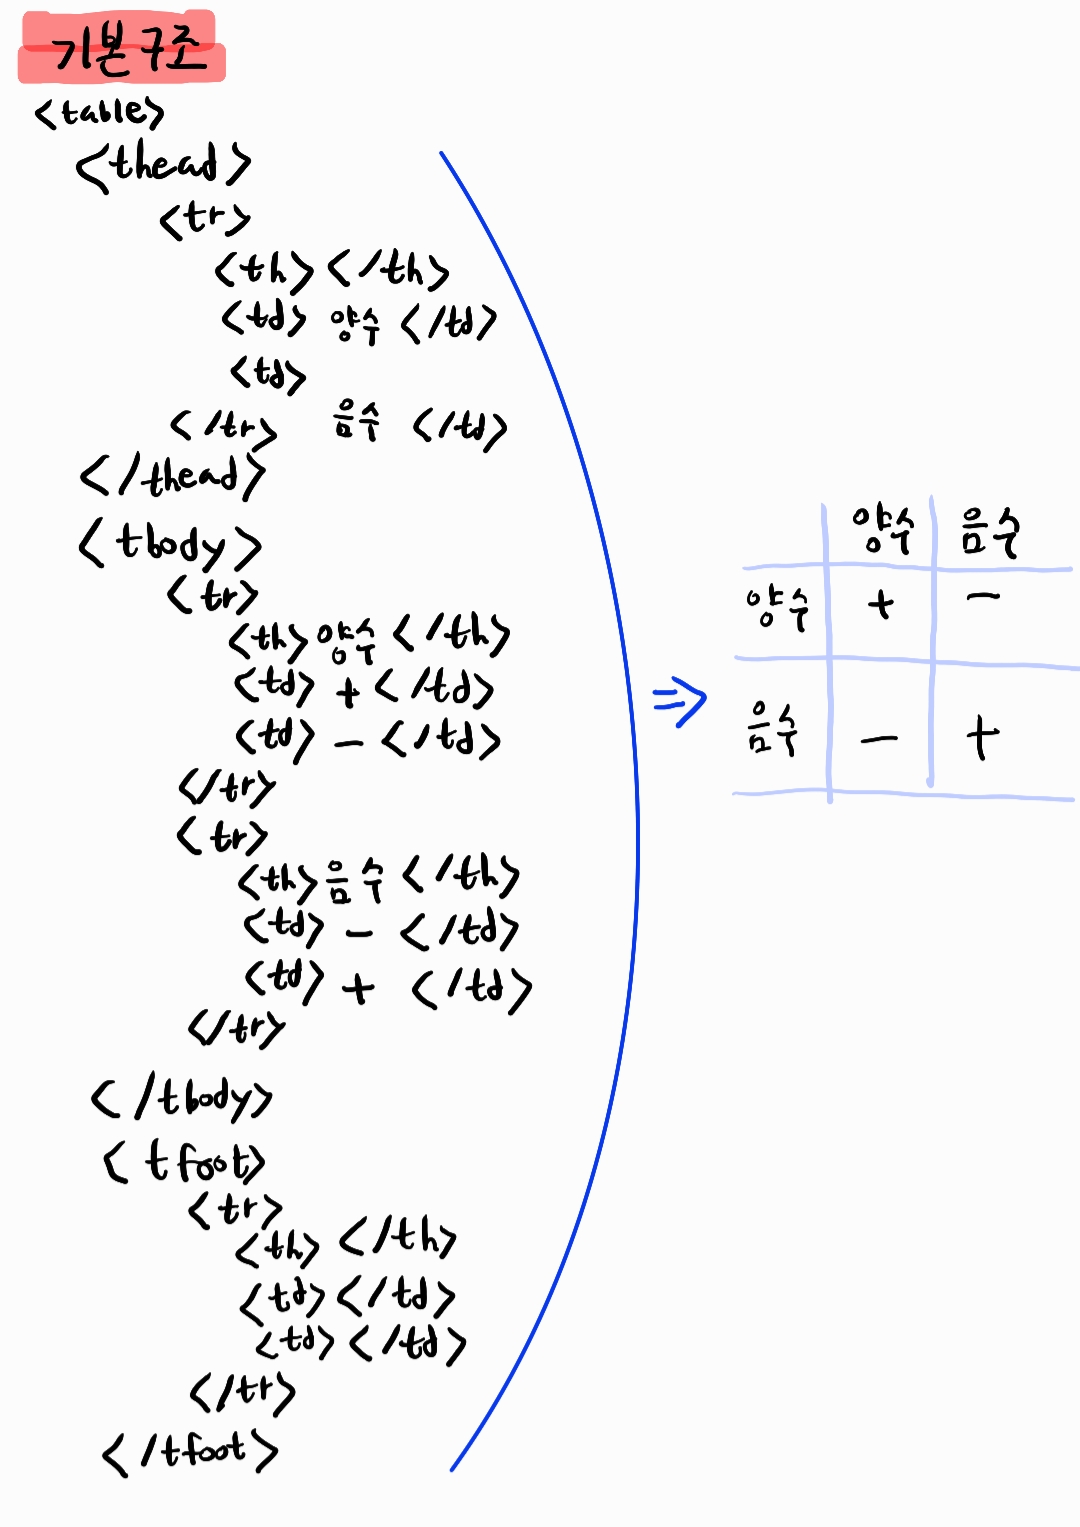 기본구조
<table>
<thead>
<tr>
<th> </th>
<td> 양수 </td>
<td>
음수 </td>
</tr>
</thead>
<tbody>
<tr>
<th> 양수 </th>
<td> + </td>
<td> - </td>
</tr>
<tr>
<th> 음수 </th>
<td> - </td>
<td> + </td>
</tr>
</tbody>
<tfoot>
<tr>
<th> </th>
<td> </td>
<td> </td>
</tr>
</tfoot>
⇒
양수 음수
양수 + -
음수 - +